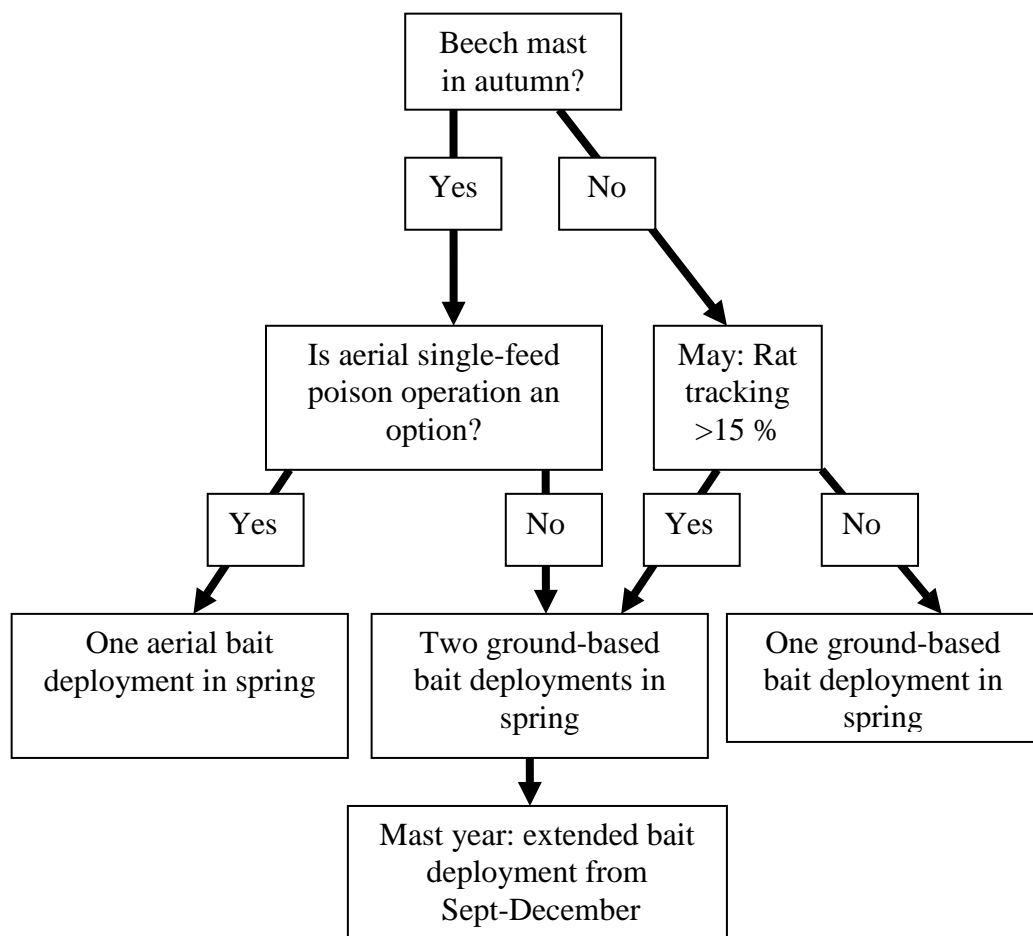 Beech mast
in autumn?
Yes
No
Is aerial single-feed
poison operation an
option?
May: Rat
tracking
>15 %
Yes
No
Yes
No
One aerial bait
deployment in spring
Two ground-based
bait deployments in
spring
One ground-based
bait deployment in
spring
Mast year: extended bait
deployment from
Sept-December